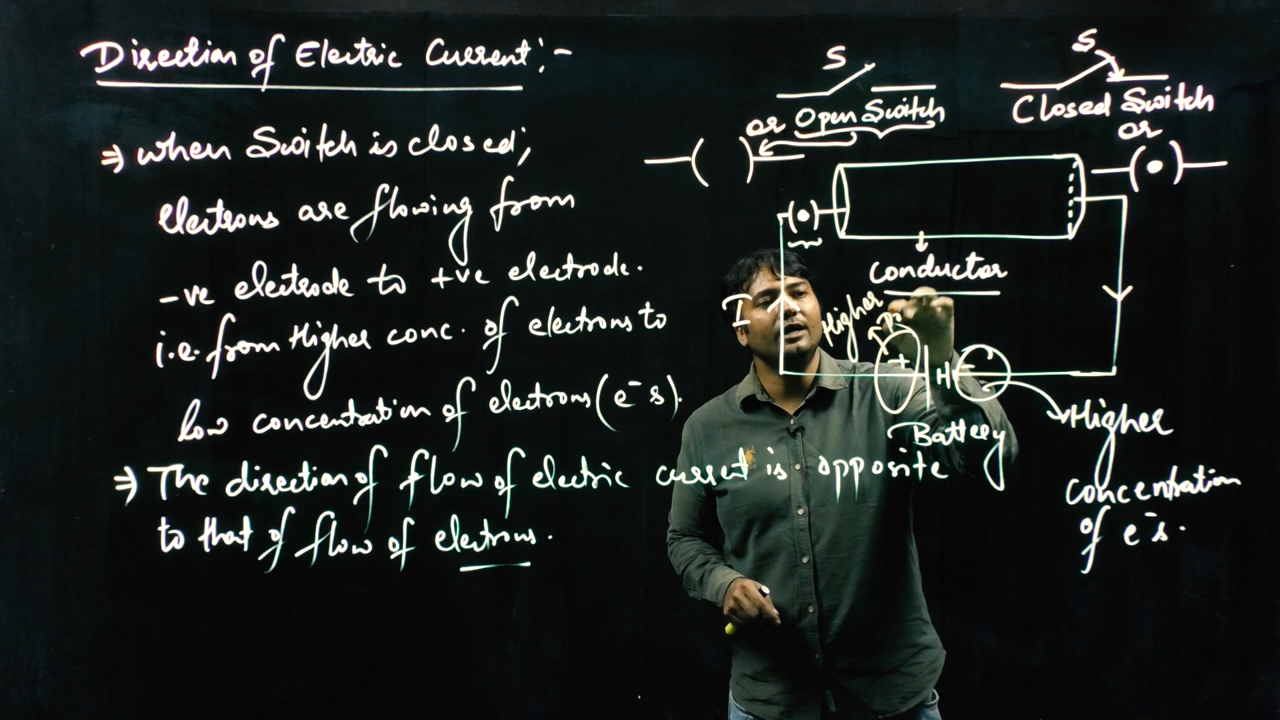 Direction of Electric Current :-
⇒ when Switch is closed;
electrons are flowing from
-ve electrode to +ve electrode.
i.e. from Higher conc. of electrons to
low concentration of electrons (e⁻s).
⇒ The direction of flow of electric current is opposite
to that of flow of electrons.
S
or Open Switch
S
Closed Switch
or
conductor
I
Higher
+
-
Battery
Higher
concentration
of e⁻s.